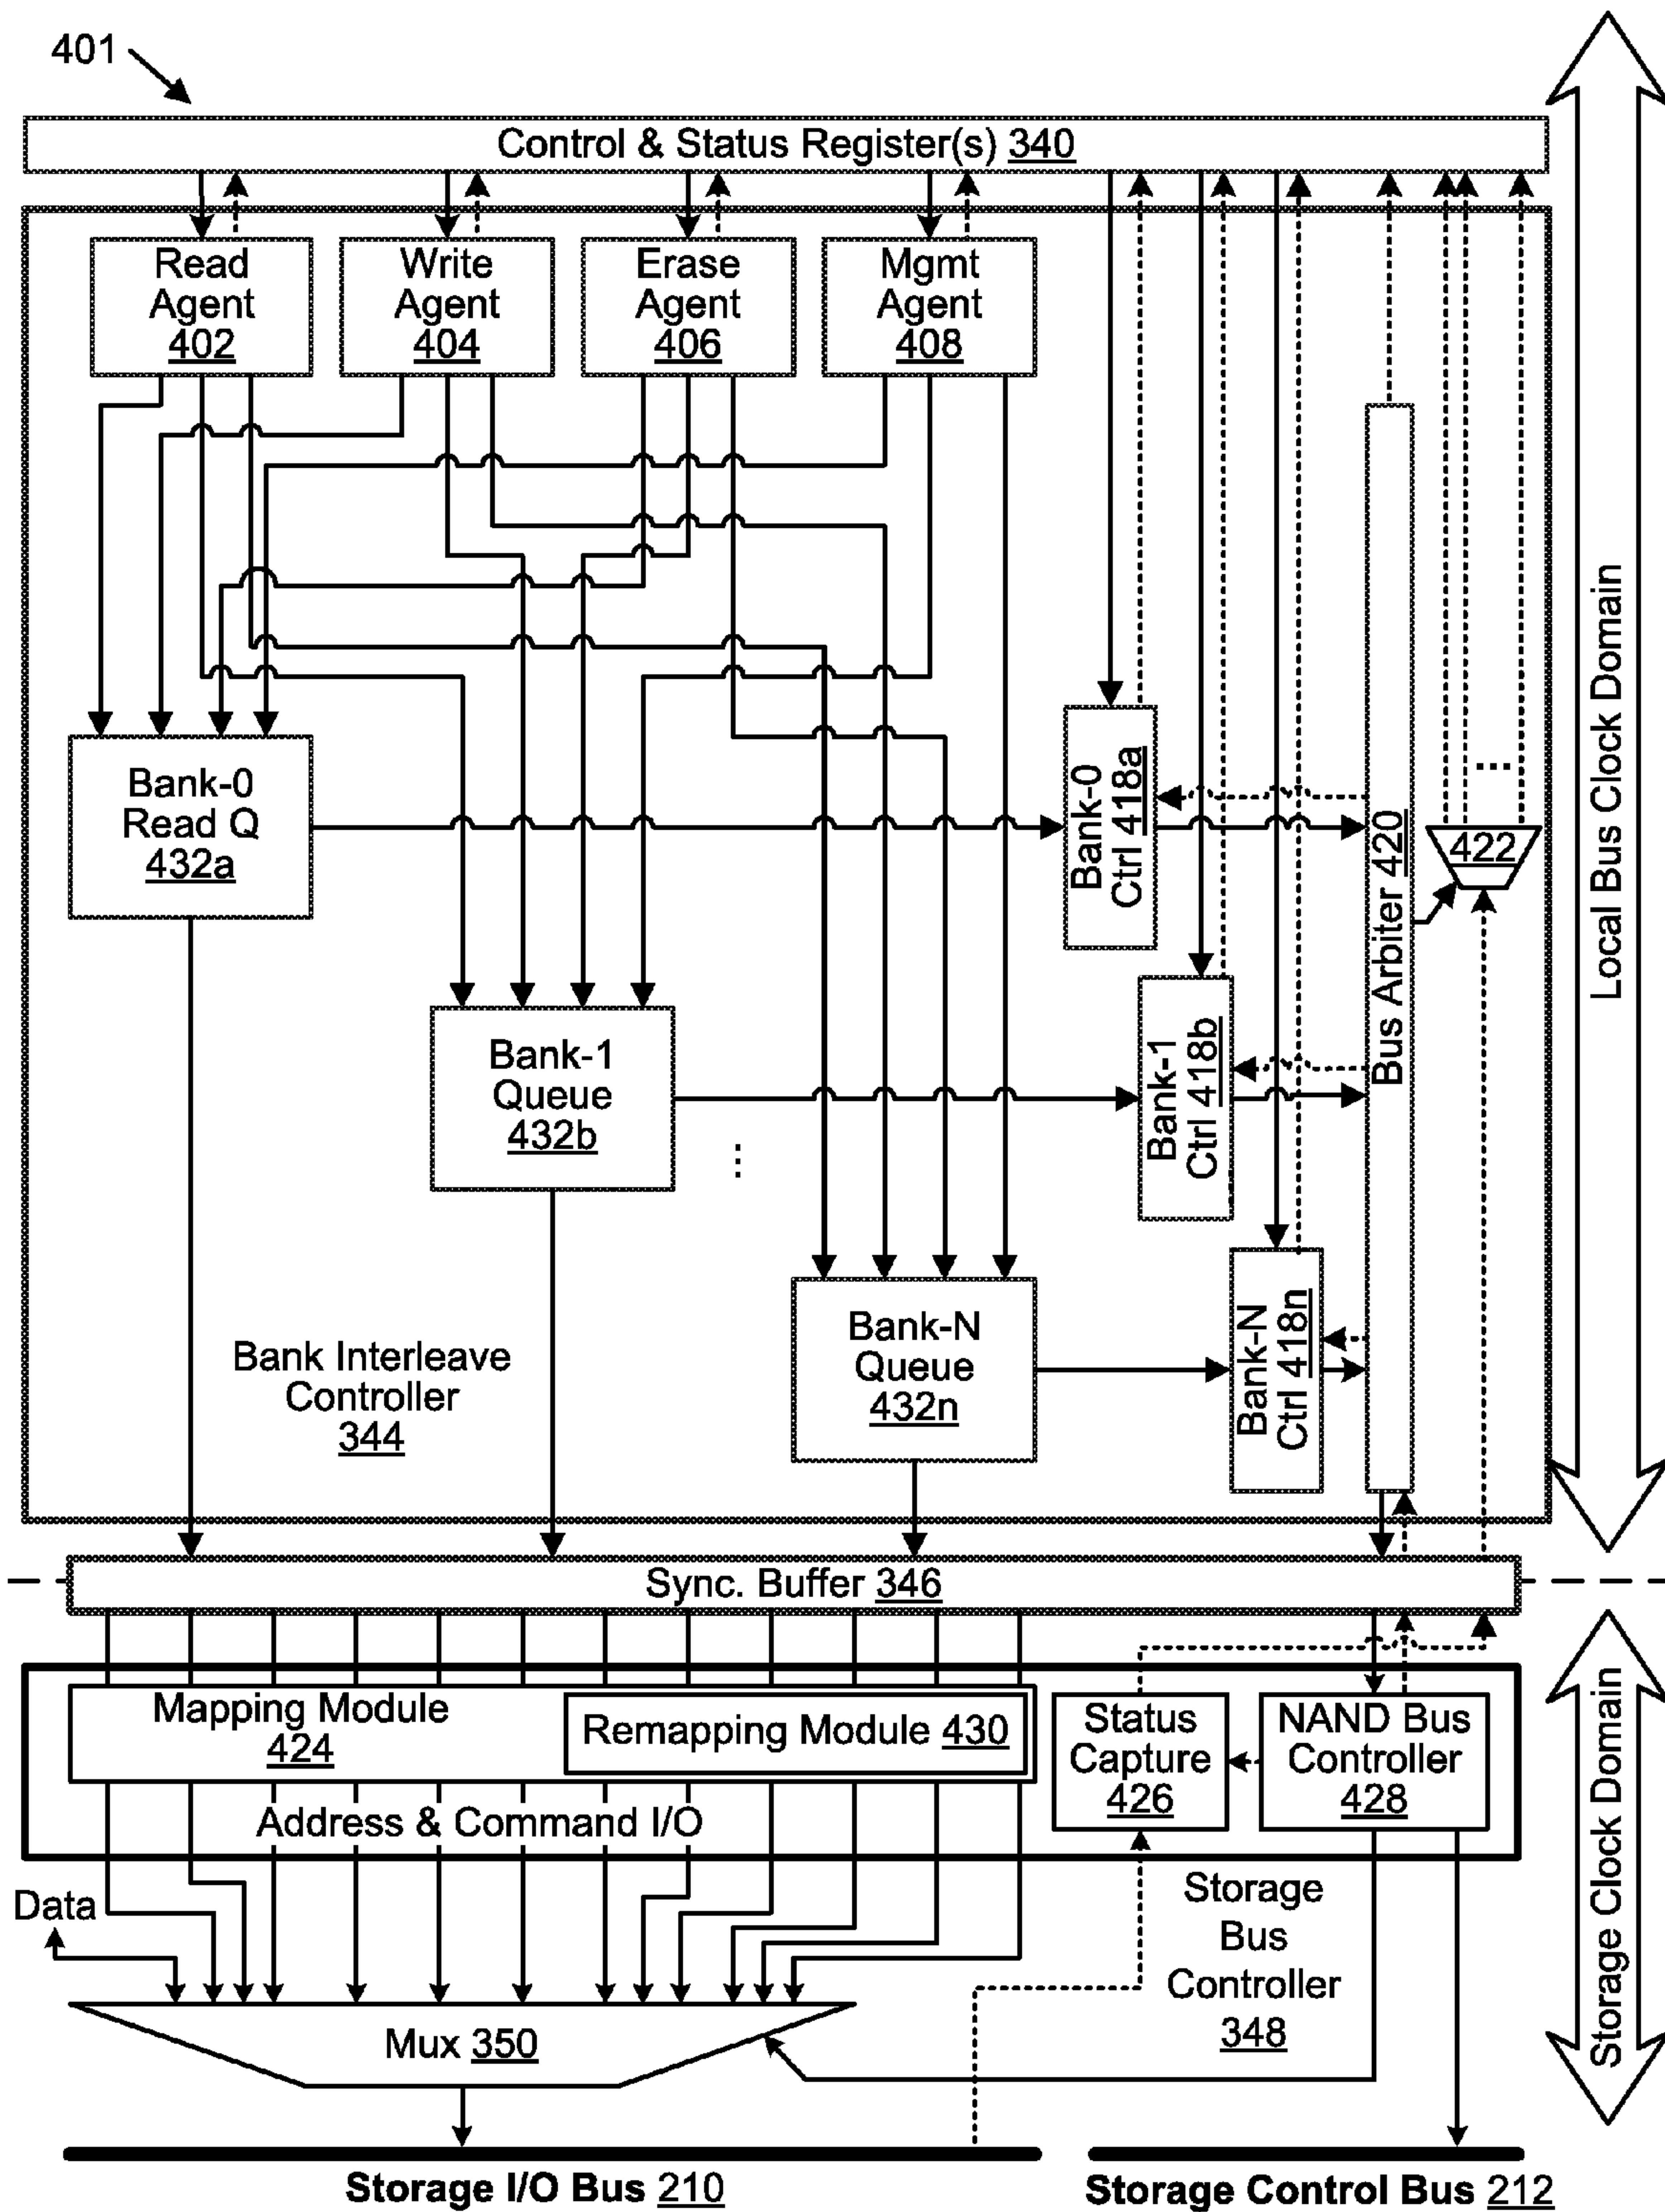 401
Control & Status Register(s) 340
Read
Agent
402
Write
Agent
404
Erase
Agent
406
Mgmt
Agent
408
Bank-0
Read Q
432a
Bank-0
Ctrl 418a
Bus Arbiter 420
...
422
Local Bus Clock Domain
Bank-1
Queue
432b
...
Bank-1
Ctrl 418b
Bank Interleave
Controller
344
Bank-N
Queue
432n
Bank-N
Ctrl 418n
Sync. Buffer 346
Mapping Module
424
Remapping Module 430
Status
Capture
426
NAND Bus
Controller
428
Address & Command I/O
Storage Clock Domain
Data
Storage
Bus
Controller
348
Mux 350
Storage I/O Bus 210
Storage Control Bus 212